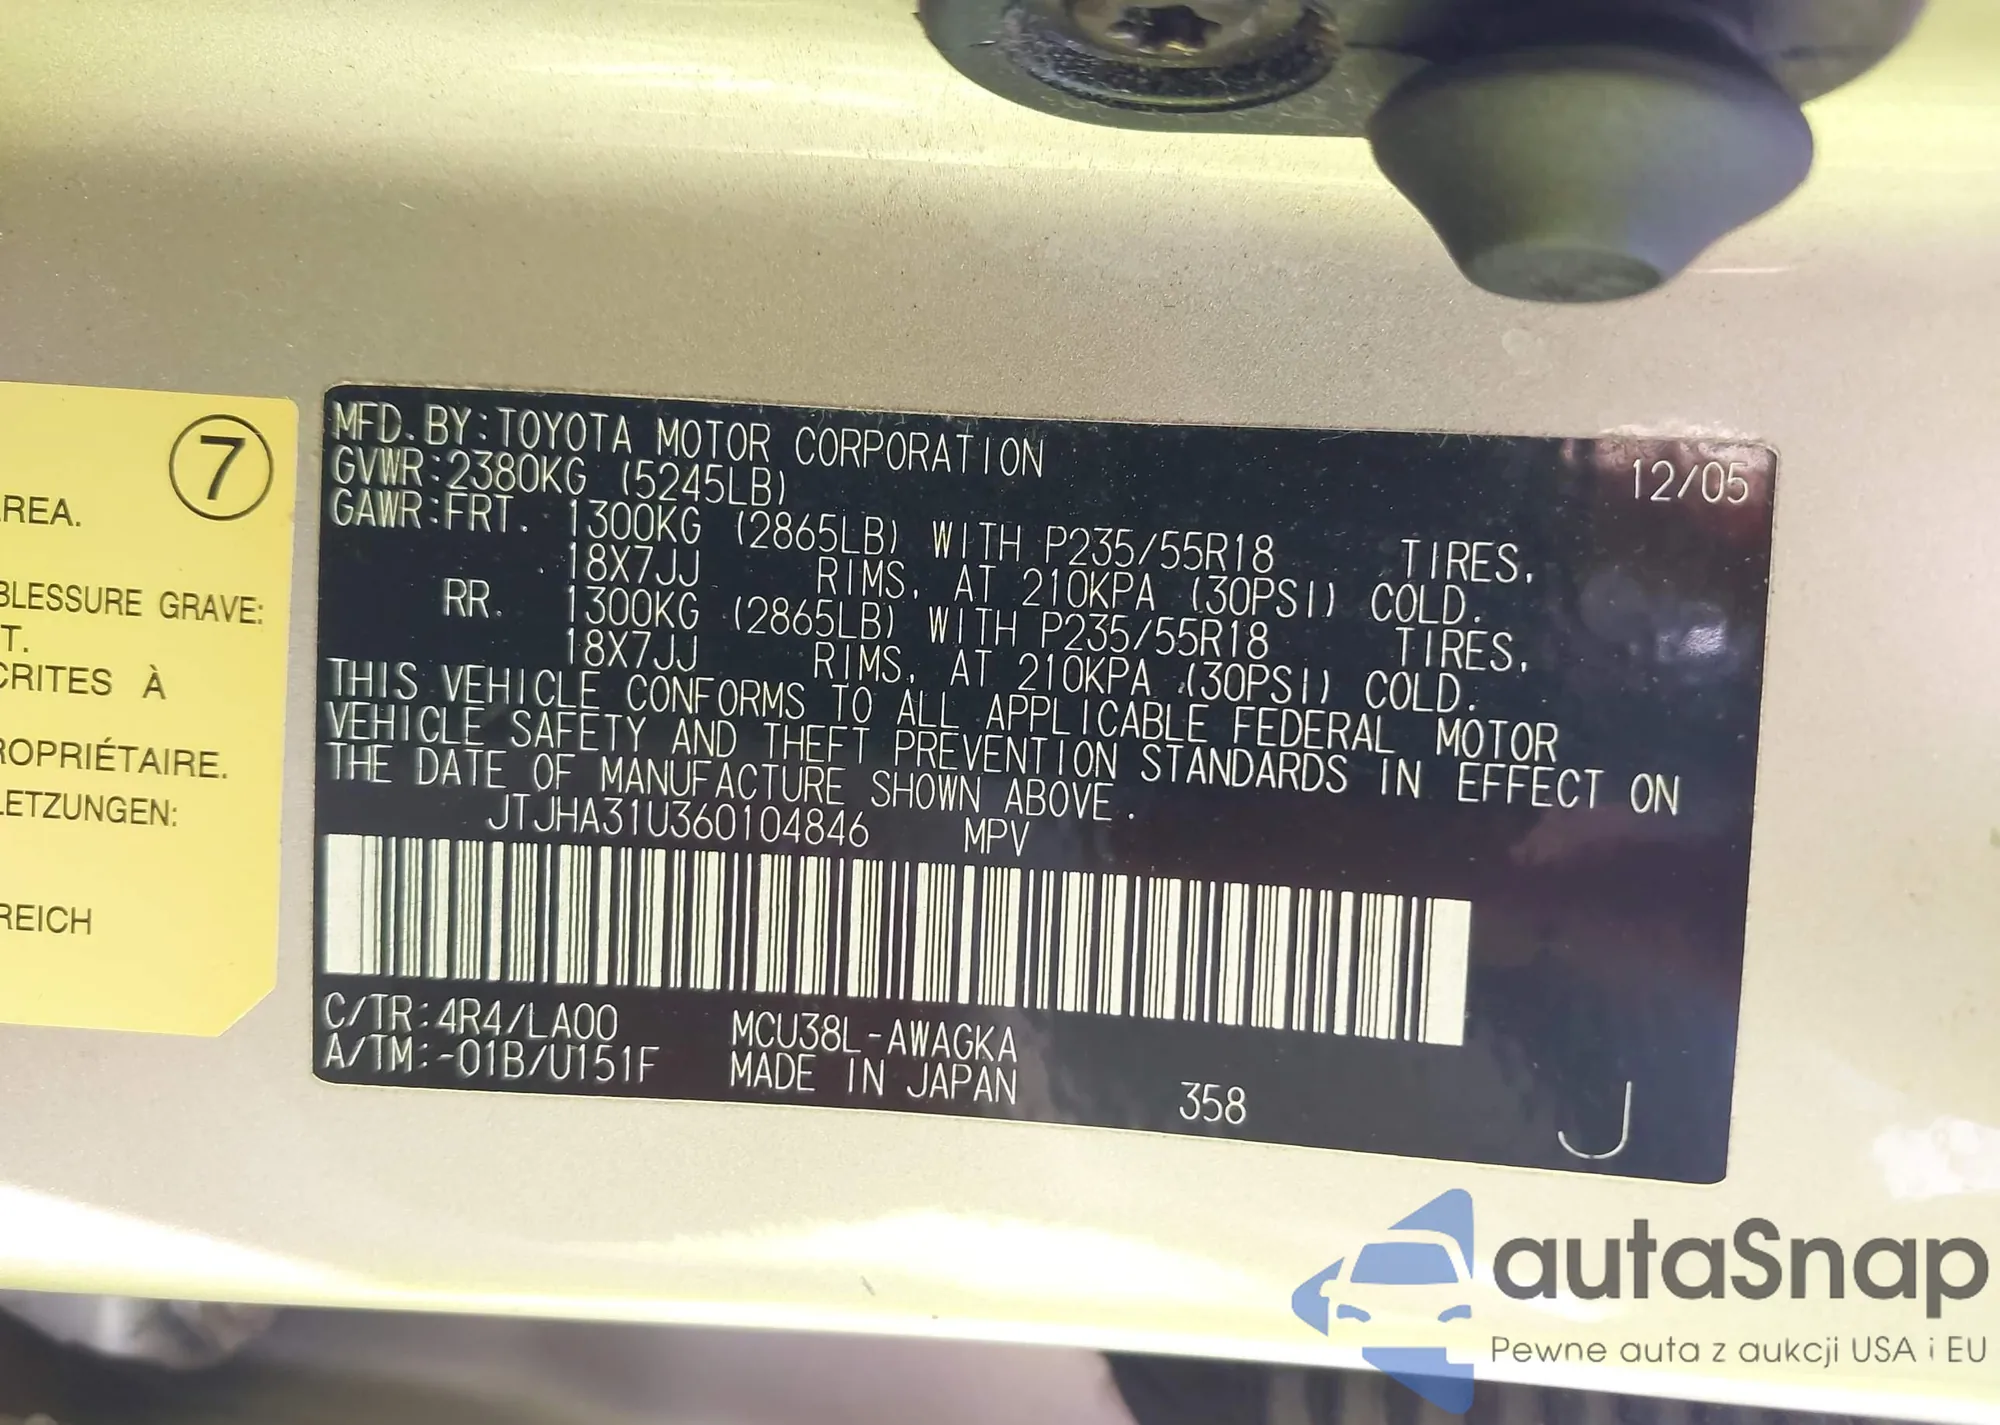 7
AREA.
BLESSURE GRAVE:
T.
CRITES À
ROPRIÉTAIRE.
LETZUNGEN:
REICH
MFD. BY: TOYOTA MOTOR CORPORATION 12/05
GVWR: 2380KG (5245LB)
GAWR: FRT. 1300KG (2865LB) WITH P235/55R18 TIRES,
18X7JJ RIMS, AT 210KPA (30PSI) COLD.
RR. 1300KG (2865LB) WITH P235/55R18 TIRES,
18X7JJ RIMS, AT 210KPA (30PSI) COLD.
THIS VEHICLE CONFORMS TO ALL APPLICABLE FEDERAL MOTOR
VEHICLE SAFETY AND THEFT PREVENTION STANDARDS IN EFFECT ON
THE DATE OF MANUFACTURE SHOWN ABOVE.
JTJHA31U360104846 MPV
C/TR: 4R4/LA00 MCU38L-AWAGKA
A/TM: -01B/U151F MADE IN JAPAN 358 J
autaSnap
Pewne auta z aukcji USA i EU